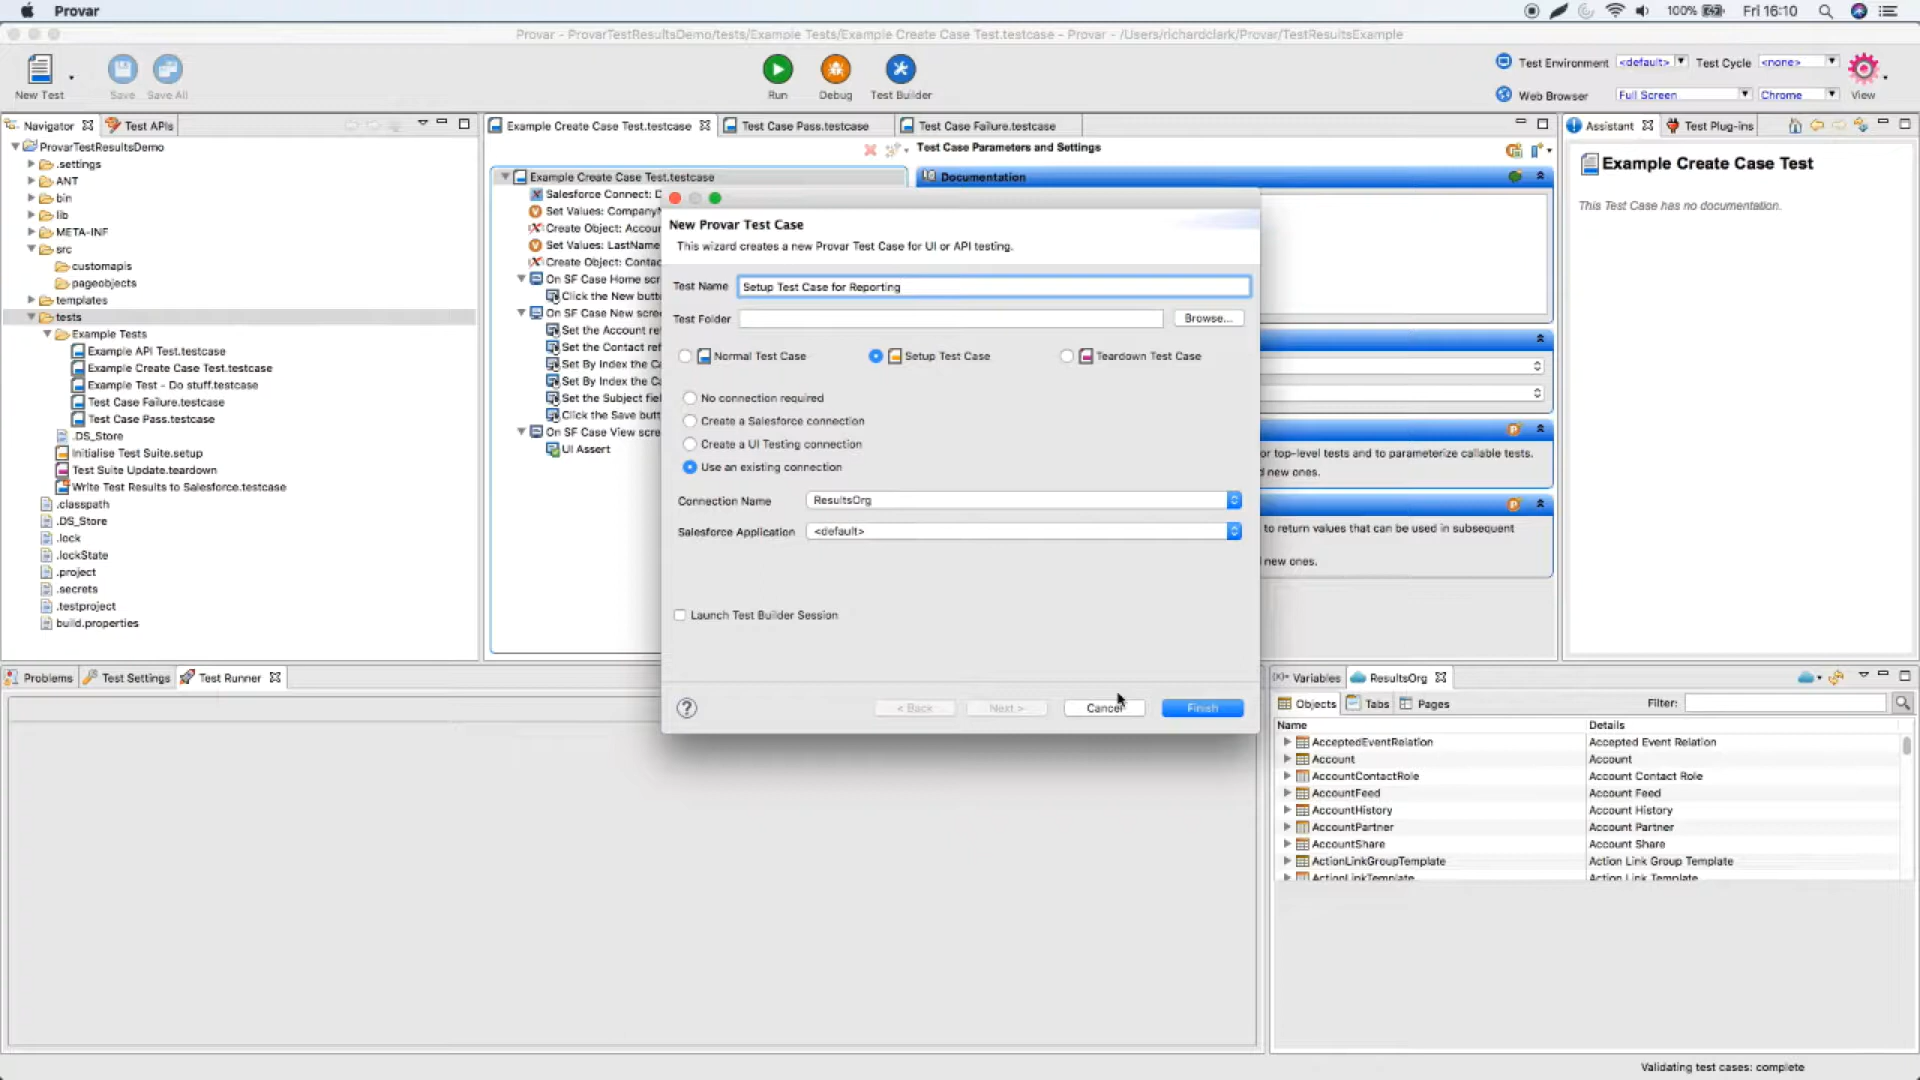 Provar
100%
Fri 16:10
Provar - ProvarTestResultsDemo/tests/Example Tests/Example Create Case Test.testcase - Provar - /Users/richardclark/Provar/TestResultsExample
New Test
Save
Save All
Run
Debug
Test Builder
Test Environment
<default>
Test Cycle
<none>
Web Browser
Full Screen
Chrome
View
Navigator
Test APIs
ProvarTestResultsDemo
.settings
ANT
bin
lib
META-INF
src
customapis
pageobjects
templates
tests
Example Tests
Example API Test.testcase
Example Create Case Test.testcase
Example Test - Do stuff.testcase
Test Case Failure.testcase
Test Case Pass.testcase
.DS_Store
Initialise Test Suite.setup
Test Suite Update.teardown
Write Test Results to Salesforce.testcase
.classpath
.DS_Store
.lock
.lockState
.project
.secrets
.testproject
build.properties
Example Create Case Test.testcase
Test Case Pass.testcase
Test Case Failure.testcase
Test Case Parameters and Settings
Example Create Case Test.testcase
Salesforce Connect:
Set Values: CompanyN
Create Object: Accou
Set Values: LastName
Create Object: Contac
On SF Case Home scr
Click the New butt
On SF Case New scree
Set the Account re
Set the Contact ref
Set By Index the Ca
Set By Index the Ca
Set the Subject fiel
Click the Save butt
On SF Case View scre
UI Assert
Documentation
or top-level tests and to parameterize callable tests.
d new ones.
to return values that can be used in subsequent
d new ones.
New Provar Test Case
This wizard creates a new Provar Test Case for UI or API testing.
Test Name
Setup Test Case for Reporting
Test Folder
Browse...
Normal Test Case
Setup Test Case
Teardown Test Case
No connection required
Create a Salesforce connection
Create a UI Testing connection
Use an existing connection
Connection Name
ResultsOrg
Salesforce Application
<default>
Launch Test Builder Session
?
< Back
Next >
Cancel
Finish
Assistant
Test Plug-ins
Example Create Case Test
This Test Case has no documentation.
Problems
Test Settings
Test Runner
Variables
ResultsOrg
Objects
Tabs
Pages
Filter:
Name
Details
AcceptedEventRelation
Accepted Event Relation
Account
Account
AccountContactRole
Account Contact Role
AccountFeed
Account Feed
AccountHistory
Account History
AccountPartner
Account Partner
AccountShare
Account Share
ActionLinkGroupTemplate
Action Link Group Template
ActionLinkTemplate
Action Link Template
Validating test cases: complete